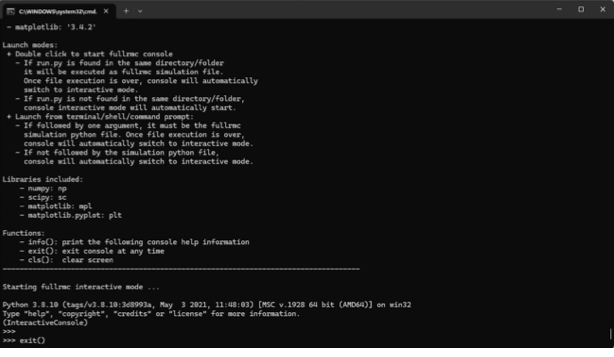 C:\WINDOWS\system32\cmd.
- matplotlib: '3.4.2'
Launch modes:
+ Double click to start fullrmc console
- If run.py is found in the same directory/folder
it will be executed as fullrmc simulation file.
Once file execution is over, console will automatically
switch to interactive mode.
- If run.py is not found in the same directory/folder,
console interactive mode will automatically start.
+ Launch from terminal/shell/command prompt:
- If followed by one argument, it must be the fullrmc
simulation python file. Once file execution is over,
console will automatically switch to interactive mode.
- If not followed by the simulation python file,
console will automatically switch to interactive mode.
Libraries included:
- numpy: np
- scipy: sc
- matplotlib: mpl
- matplotlib.pyplot: plt
Functions:
- info(): print the following console help information
- exit(): exit console at any time
- cls():  clear screen
--------------------------------------------------------------------------------
Starting fullrmc interactive mode ...
Python 3.8.10 (tags/v3.8.10:3d8993a, May  3 2021, 11:48:03) [MSC v.1928 64 bit (AMD64)] on win32
Type "help", "copyright", "credits" or "license" for more information.
(InteractiveConsole)
>>>
>>> exit()